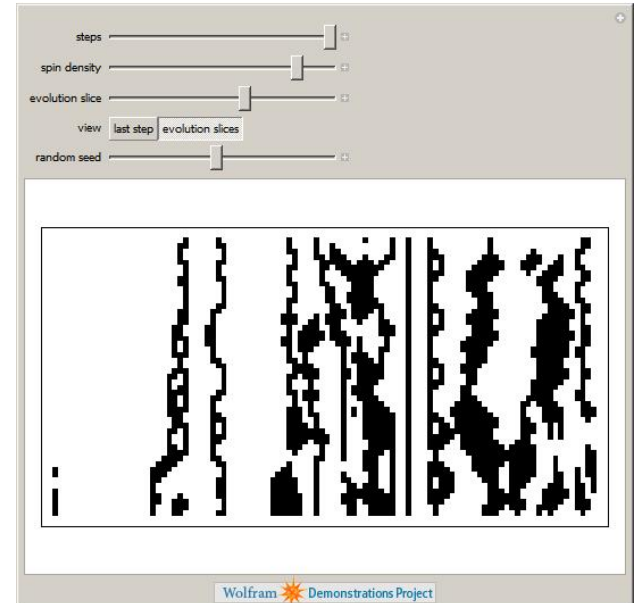 steps
spin density
evolution slice
view last step evolution slices
random seed
Wolfram Demonstrations Project